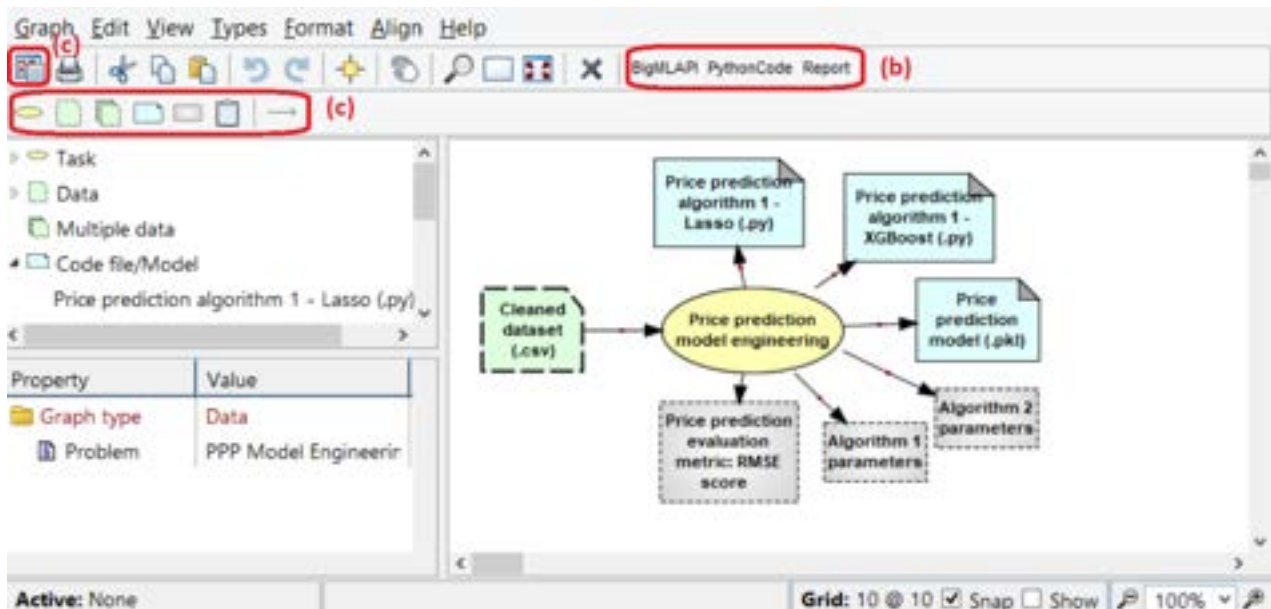 Graph Edit View Types Format Align Help
(c)
BigMLAPI PythonCode Report
(b)
(c)
Task
Data
Multiple data
Code file/Model
Price prediction algorithm 1 - Lasso (.py)
Property Value
Graph type Data
Problem PPP Model Engineerin
Price prediction
algorithm 1 -
Lasso (.py)
Price prediction
algorithm 1 -
XGBoost (.py)
Cleaned
dataset
(.csv)
Price prediction
model engineering
Price
prediction
model (.pkl)
Price prediction
evaluation
metric: RMSE
score
Algorithm 1
parameters
Algorithm 2
parameters
Active: None
Grid: 10 @ 10 Snap Show 100%